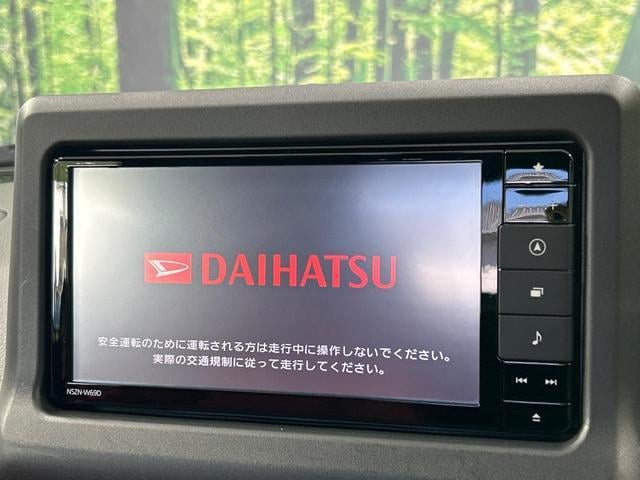 DAIHATSU
安全運転のために運転される方は走行中に操作しないでください。
実際の交通規制に従って走行してください。
NSZN-W69D